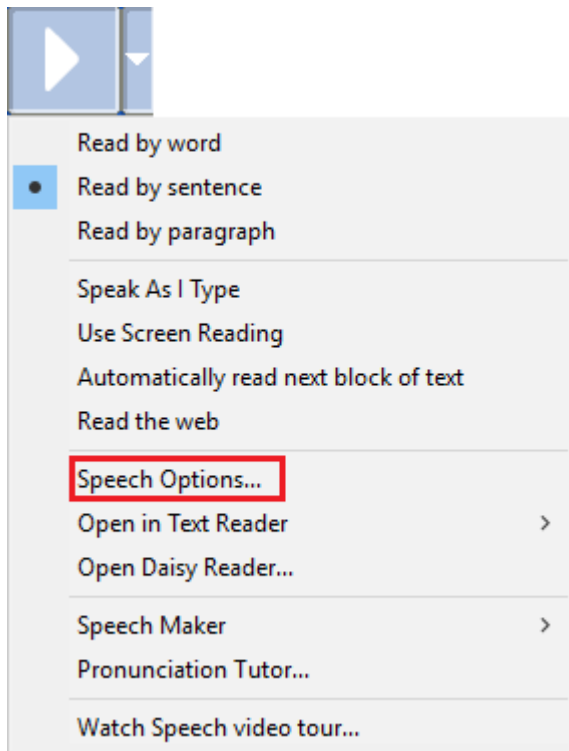 Read by word
Read by sentence
Read by paragraph
Speak As I Type
Use Screen Reading
Automatically read next block of text
Read the web
Speech Options...
Open in Text Reader
Open Daisy Reader...
Speech Maker
Pronunciation Tutor...
Watch Speech video tour...